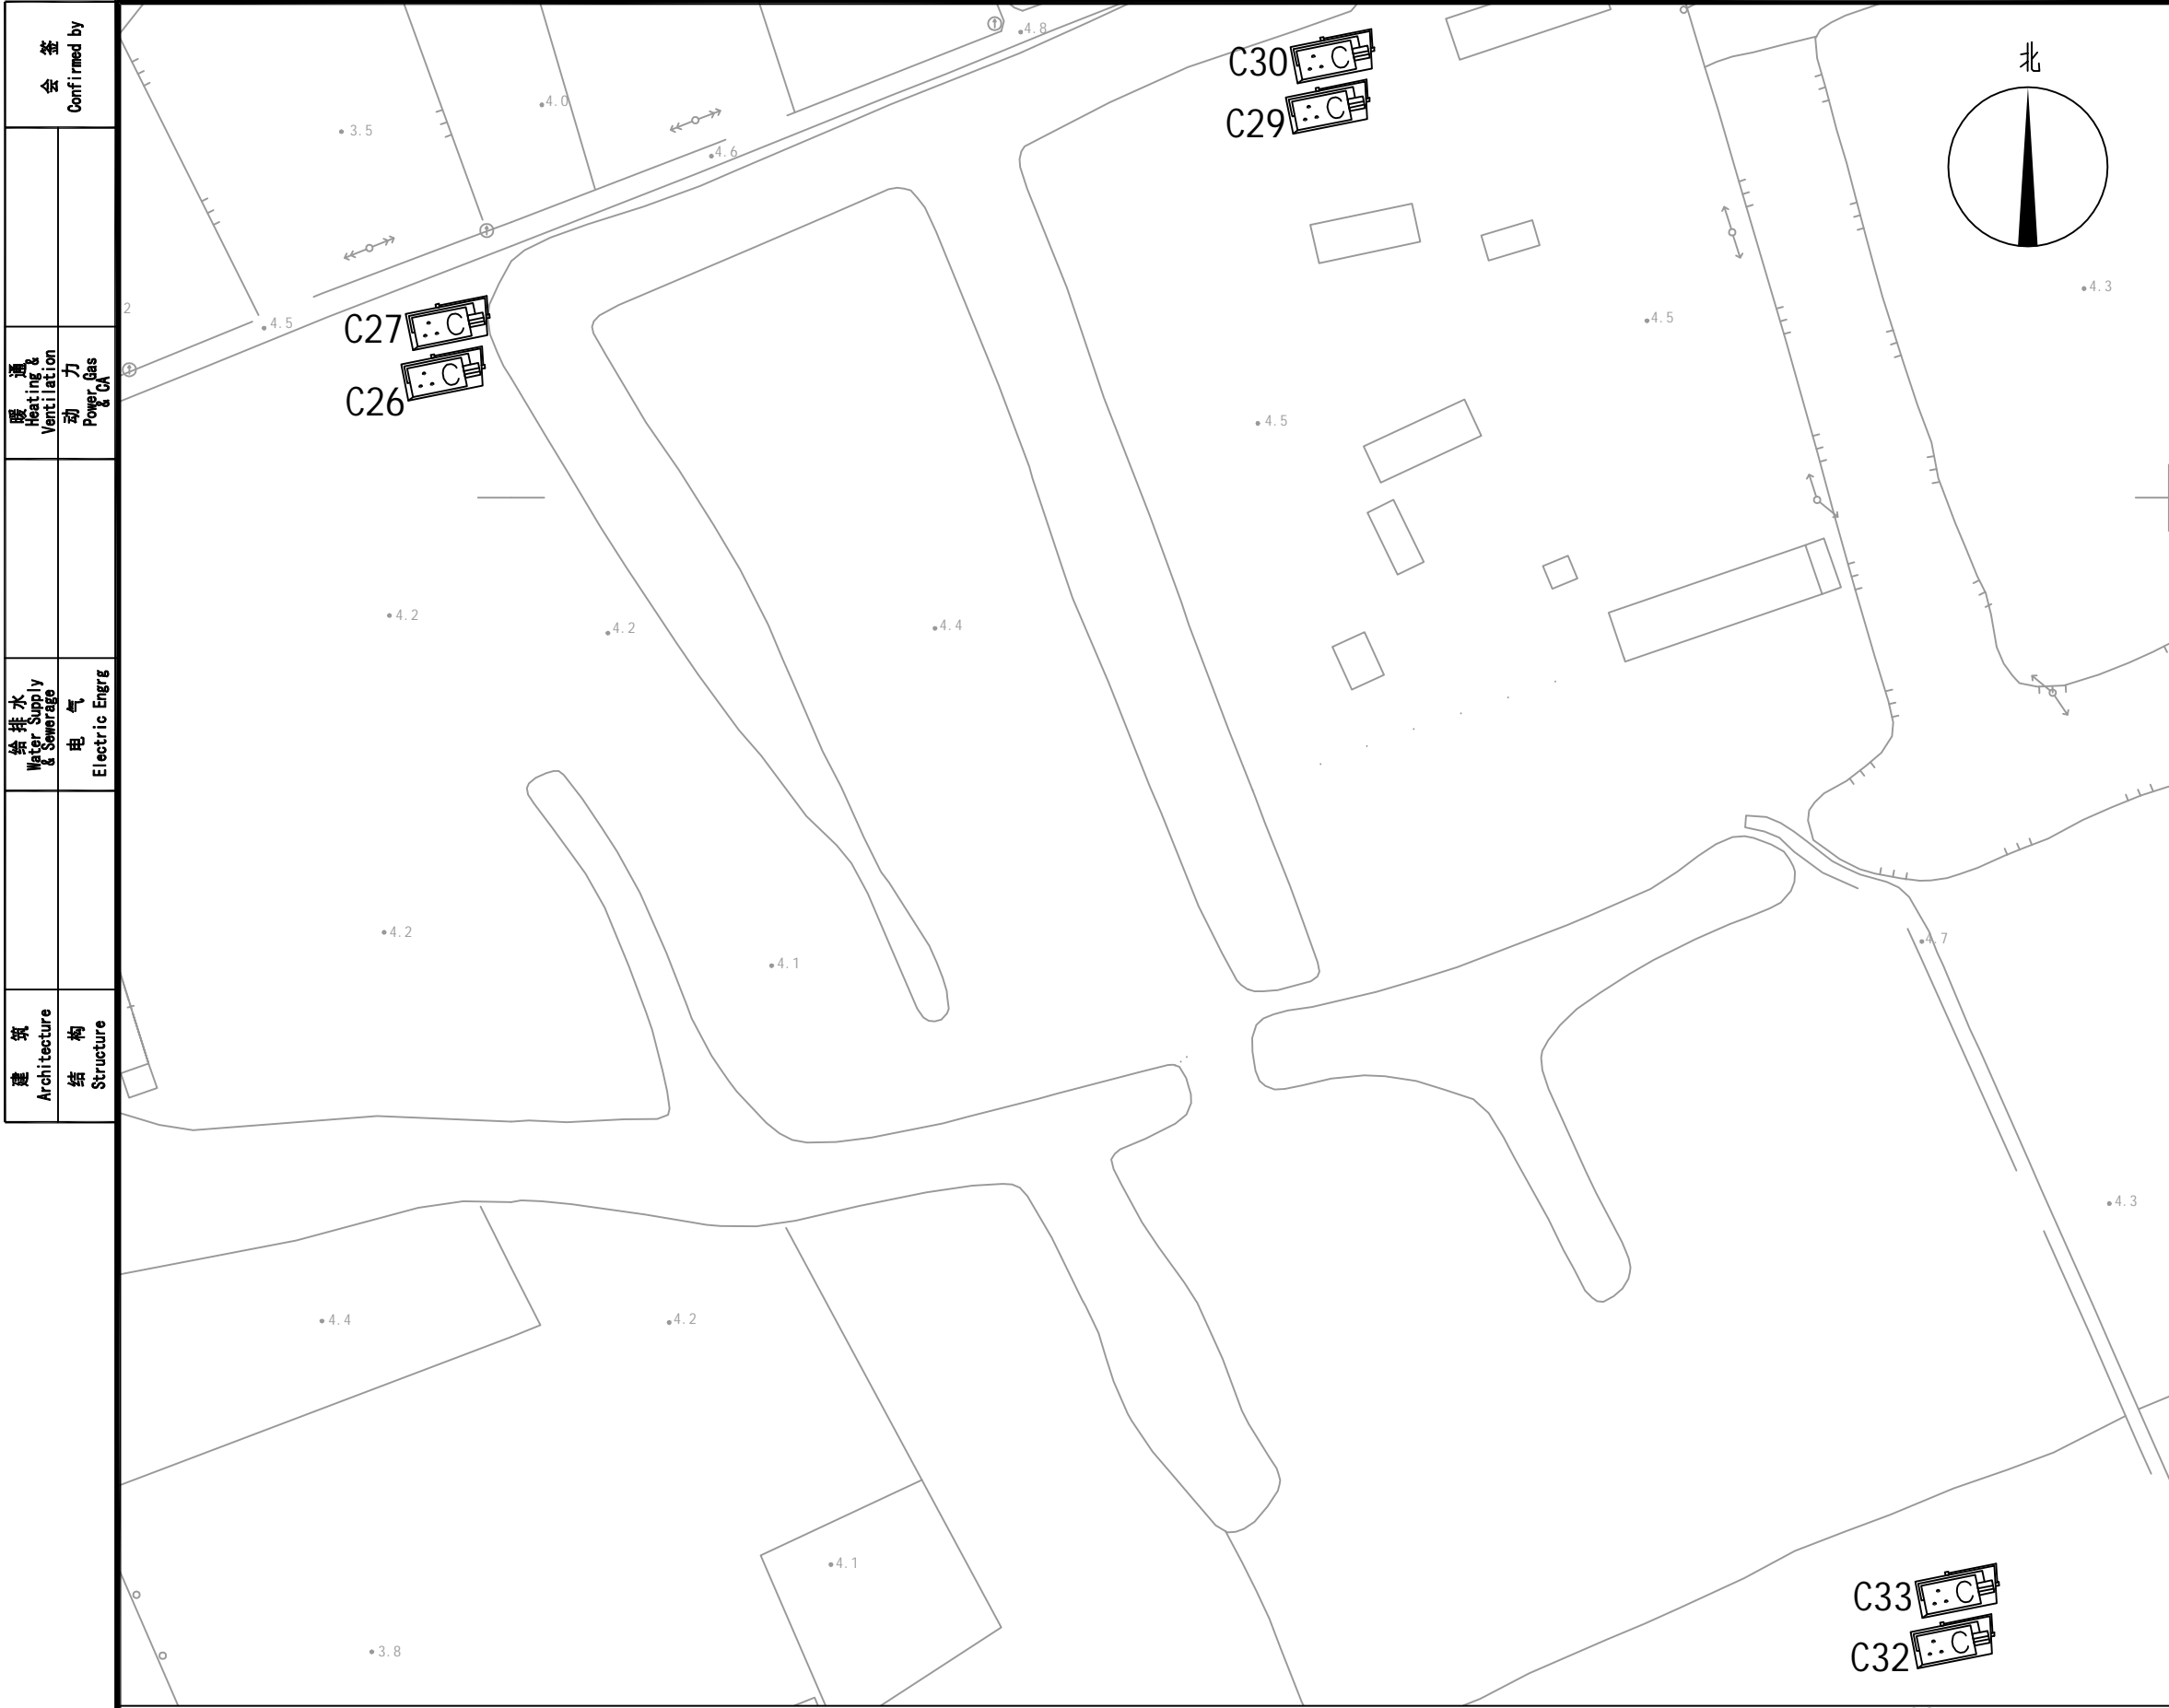 会 签
Confirmed by
暖 通
Heating &
Ventilation
动 力
Power,Gas
& CA
给排水
Water Supply
& Sewerage
电 气
Electric Engrg
建 筑
Architecture
结 构
Structure
北
4.8
C30
C
C29
C
4.0
3.5
4.6
4.3
2
4.5
4.5
C27
C
C26
C
4.5
4.2
4.2
4.4
4.2
4.1
4.7
4.3
4.4
4.2
4.1
3.8
C33
C
C32
C